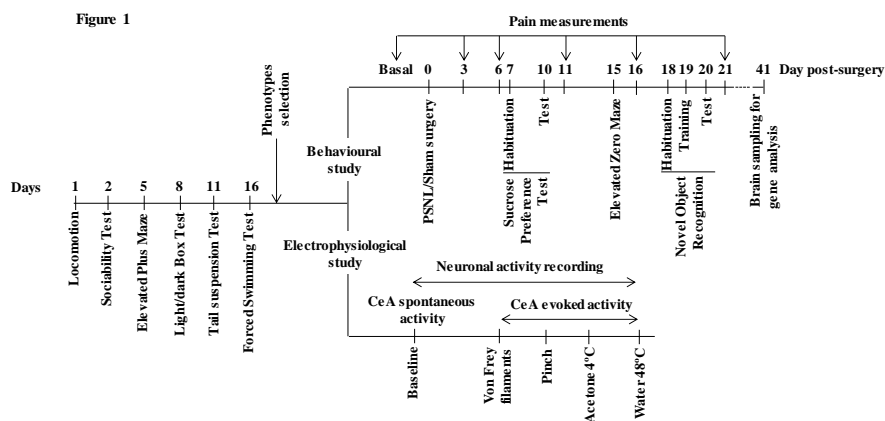 Figure 1
Pain measurements
Basal 0 3 6 7 10 11 15 16 18 19 20 21 41 Day post-surgery
PSNL/Sham surgery
Habituation
Test
Sucrose
Preference
Test
Elevated Zero Maze
Habituation
Training
Test
Novel Object
Recognition
Brain sampling for
gene analysis
Phenotypes
selection
Behavioural
study
Days 1 2 5 8 11 16
Locomotion
Sociability Test
Elevated Plus Maze
Light/dark Box Test
Tail suspension Test
Forced Swimming Test
Electrophysiological
study
Neuronal activity recording
CeA spontaneous
activity
CeA evoked activity
Baseline
Von Frey
filaments
Pinch
Acetone 4ºC
Water 48ºC